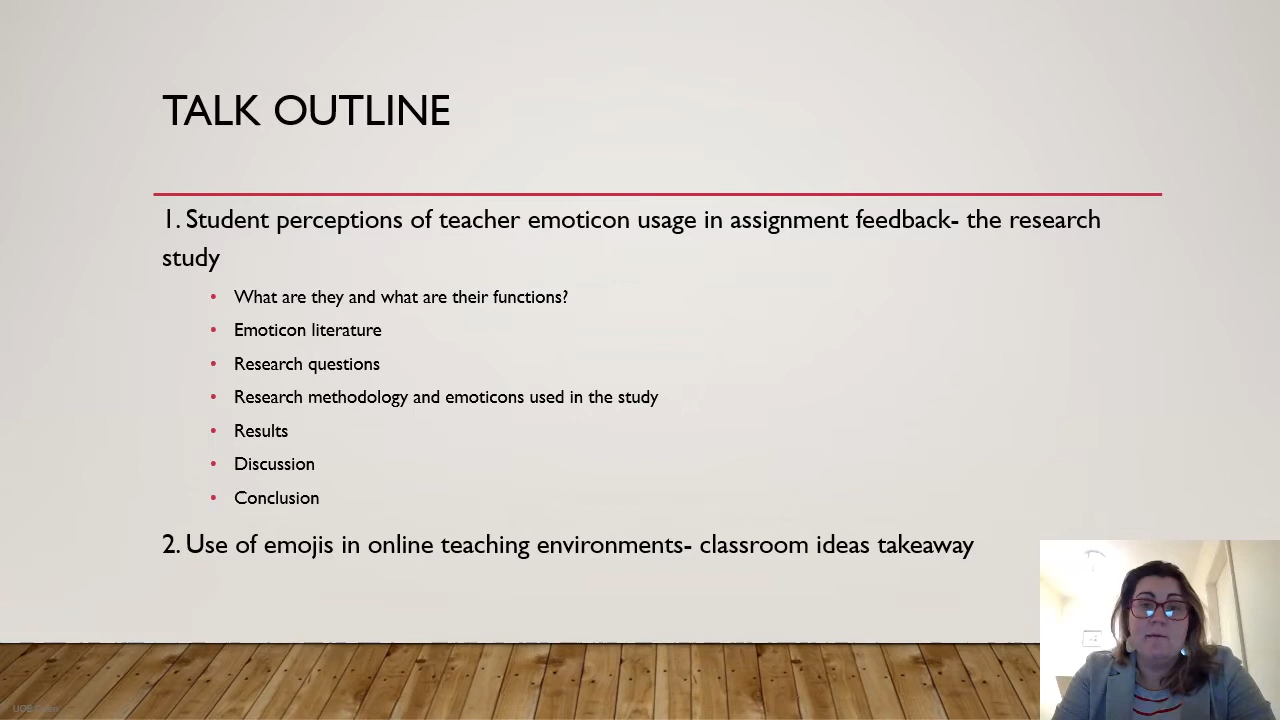 TALK OUTLINE
1. Student perceptions of teacher emoticon usage in assignment feedback- the research
study
• What are they and what are their functions?
• Emoticon literature
• Research questions
• Research methodology and emoticons used in the study
• Results
• Discussion
• Conclusion
2. Use of emojis in online teaching environments- classroom ideas takeaway